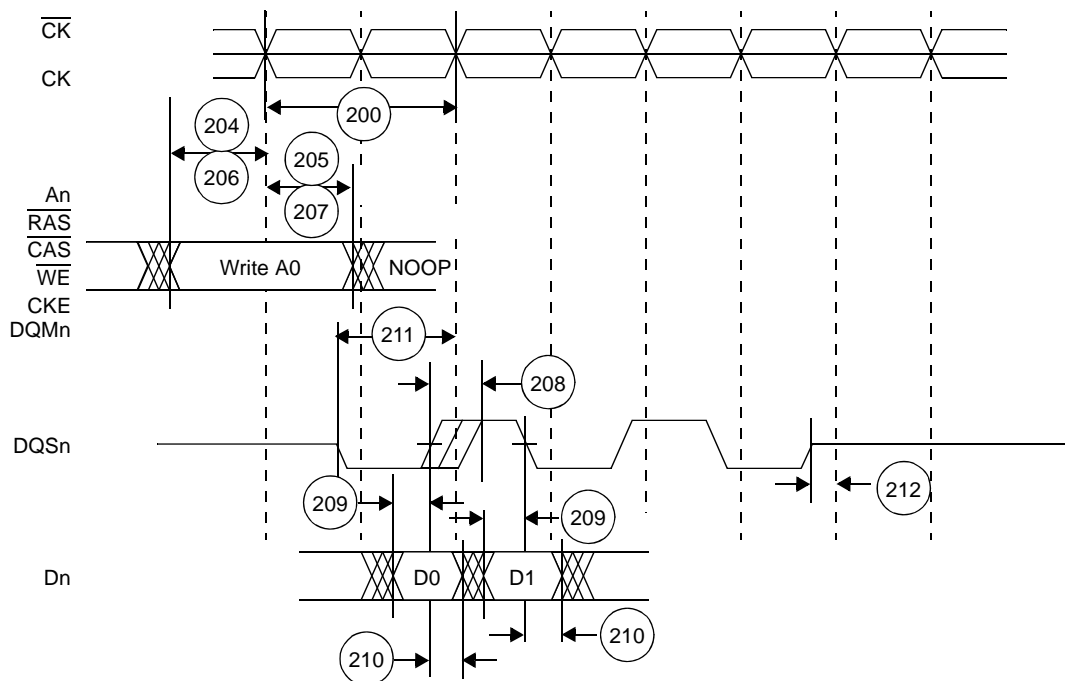 CK
CK
200
204
206
205
207
An
RAS
CAS
WE
CKE
DQMn
Write A0
NOOP
211
208
DQSn
209
209
212
Dn
D0
D1
210
210